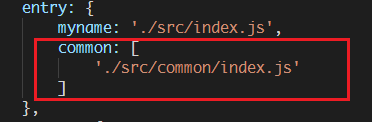 entry: {
myname: './src/index.js',
common: [
'./src/common/index.js'
]
},